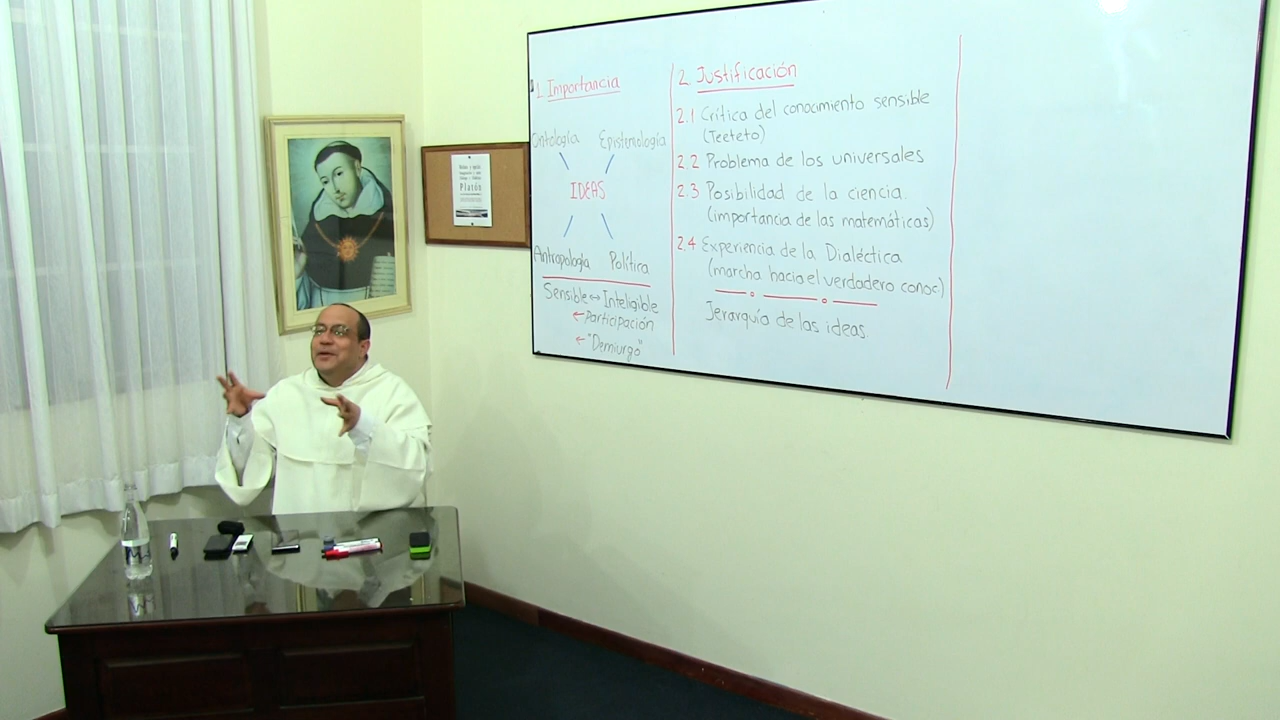 1. Importancia
Ontología Epistemología
IDEAS
Antropología Política
Sensible ↔ Inteligible
← Participación
← "Demiurgo"
2. Justificación
2.1 Crítica del conocimiento sensible
(Teeteto)
2.2 Problema de los universales
2.3 Posibilidad de la ciencia
(importancia de las matemáticas)
2.4 Experiencia de la Dialéctica
(marcha hacia el verdadero conoc)
Jerarquía de las ideas
Platón